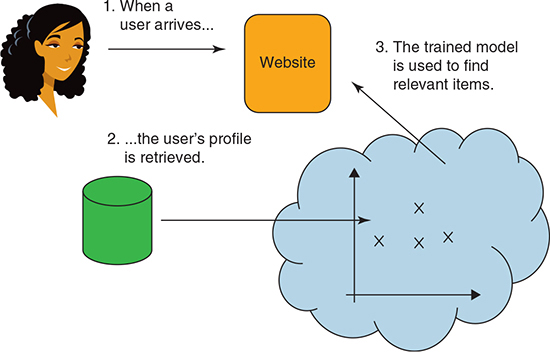 1. When a
user arrives...
Website
3. The trained model
is used to find
relevant items.
2. ...the user's profile
is retrieved.
X
X X X